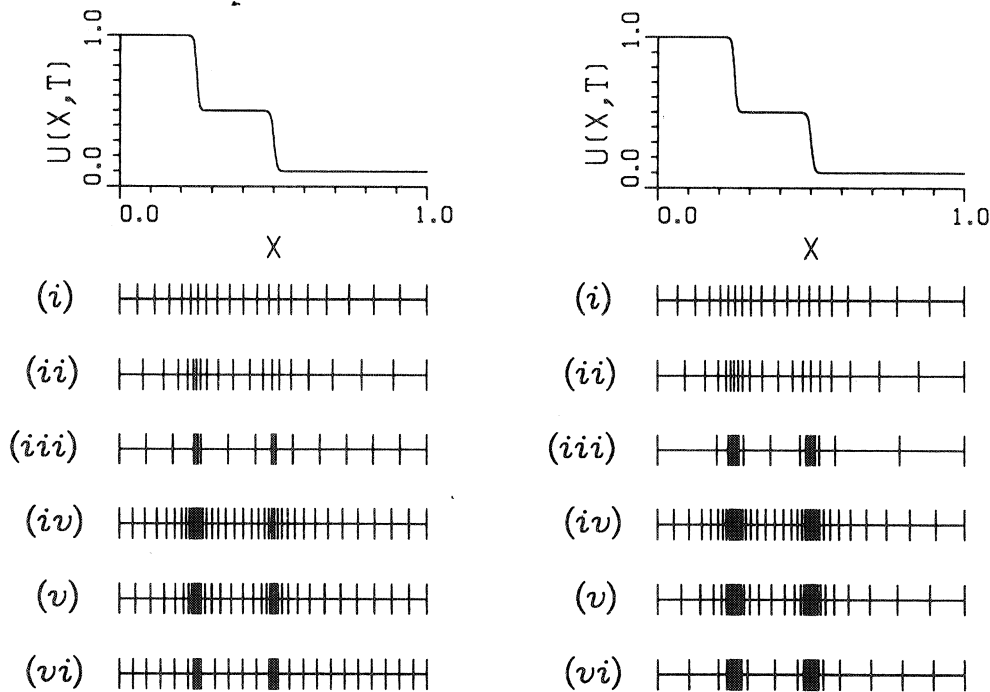 1.0
U(X,T)
0.0
0.0
1.0
X
(i)
(ii)
(iii)
(iv)
(v)
(vi)
1.0
U(X,T)
0.0
0.0
1.0
X
(i)
(ii)
(iii)
(iv)
(v)
(vi)